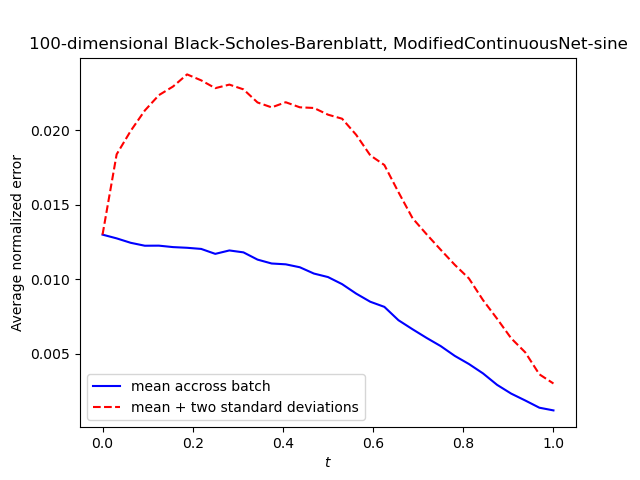 100-dimensional Black-Scholes-Barenblatt, ModifiedContinuousNet-sine
Average normalized error
0.020
0.015
0.010
0.005
mean accross batch
mean + two standard deviations
0.0 0.2 0.4 0.6 0.8 1.0
t